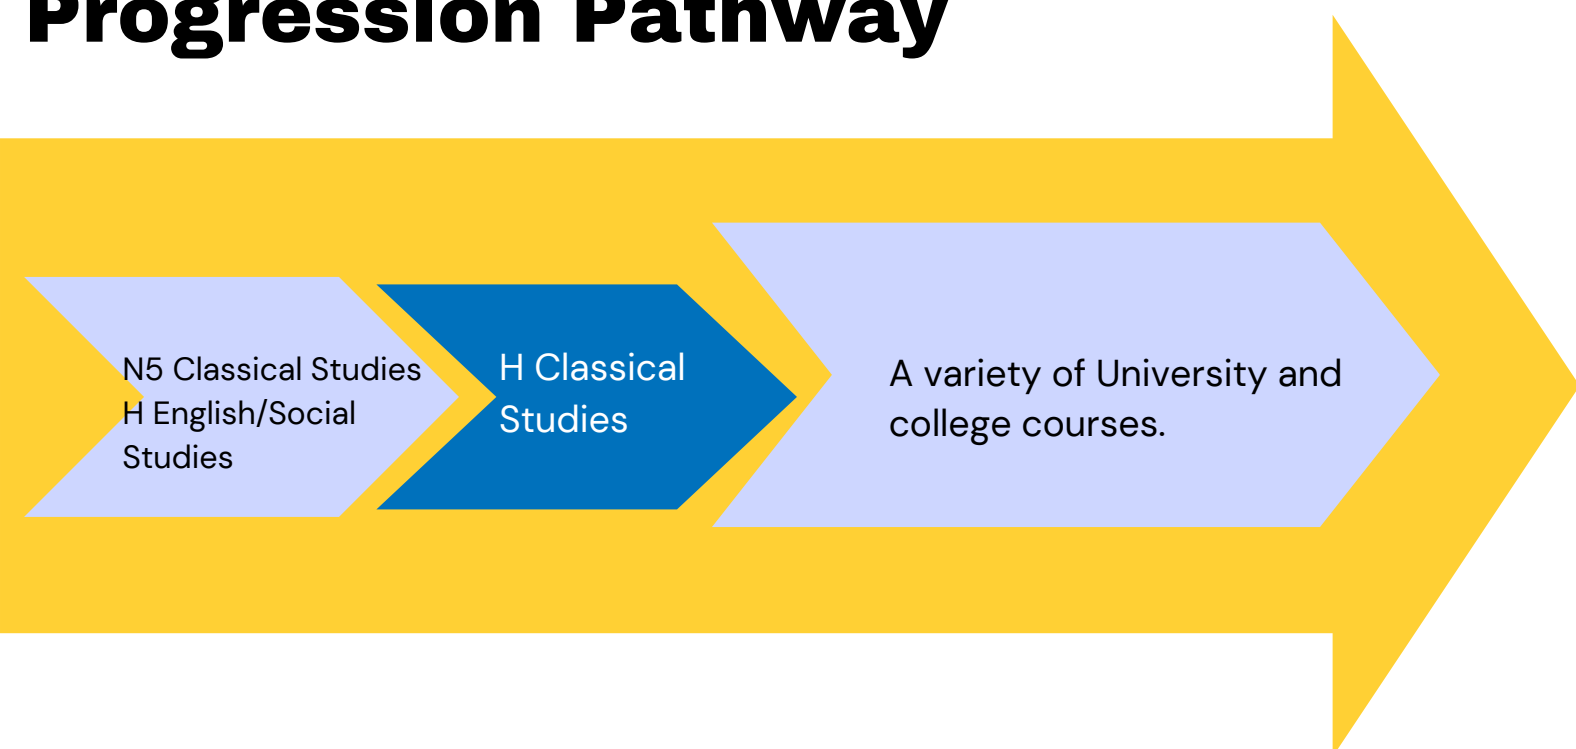 Progression Pathway
N5 Classical Studies
H English/Social
Studies
H Classical
Studies
A variety of University and
college courses.